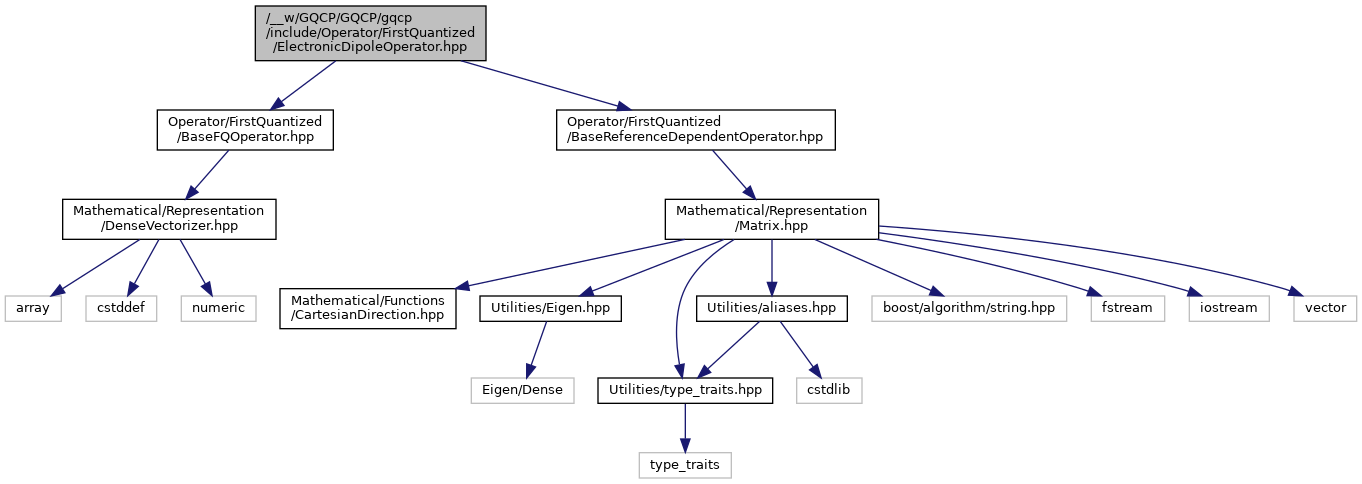 /__w/GQCP/GQCP/gqcp
/include/Operator/FirstQuantized
/ElectronicDipoleOperator.hpp
Operator/FirstQuantized
/BaseFQOperator.hpp
Operator/FirstQuantized
/BaseReferenceDependentOperator.hpp
Mathematical/Representation
/DenseVectorizer.hpp
Mathematical/Representation
/Matrix.hpp
array
cstddef
numeric
Mathematical/Functions
/CartesianDirection.hpp
Utilities/Eigen.hpp
Utilities/aliases.hpp
boost/algorithm/string.hpp
fstream
iostream
vector
Eigen/Dense
Utilities/type_traits.hpp
cstdlib
type_traits